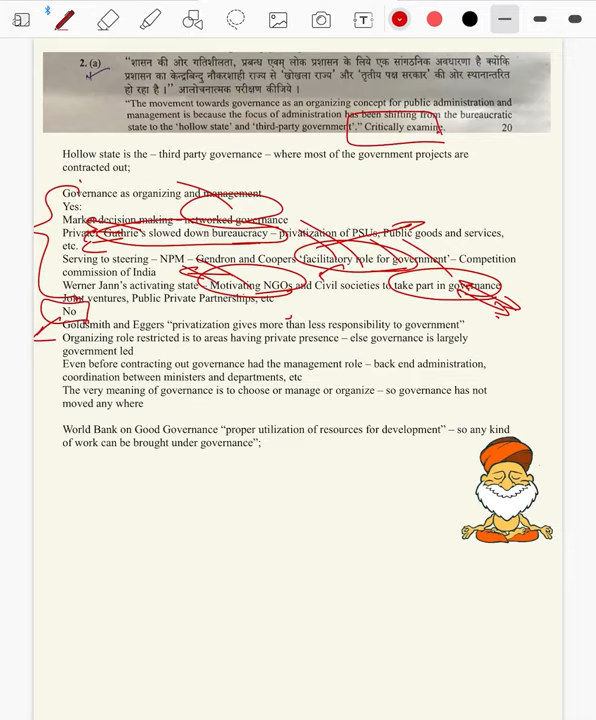 2. (a) "शासन की ओर गतिशीलता, प्रबन्ध एवम् लोक प्रशासन के लिये एक सांगठनिक अवधारणा है क्योंकि
प्रशासन का केन्द्रबिन्दु नौकरशाही राज्य से 'खोखला राज्य' और 'तृतीय पक्ष सरकार' की ओर स्थानान्तरित
हो रहा है ।" आलोचनात्मक परीक्षण कीजिये ।
"The movement towards governance as an organizing concept for public administration and
management is because the focus of administration has been shifting from the bureaucratic
state to the 'hollow state' and 'third-party government'." Critically examine. 20
Hollow state is the – third party governance – where most of the government projects are
contracted out;
Governance as organizing and management
Yes:
Market decision making – networked governance
Private: Guthrie's slowed down bureaucracy – privatization of PSUs, Public goods and services,
etc.
Serving to steering – NPM – Gendron and Coopers 'facilitatory role for government'– Competition
commission of India
Werner Jann's activating state – Motivating NGOs and Civil societies to take part in governance
Joint ventures, Public Private Partnerships, etc
No
Goldsmith and Eggers "privatization gives more than less responsibility to government"
Organizing role restricted is to areas having private presence – else governance is largely
government led
Even before contracting out government had the management role – back end administration,
coordination between ministers and departments, etc
The very meaning of governance is to choose or manage or organize – so governance has not
moved any where
World Bank on Good Governance "proper utilization of resources for development" – so any kind
of work can be brought under governance";